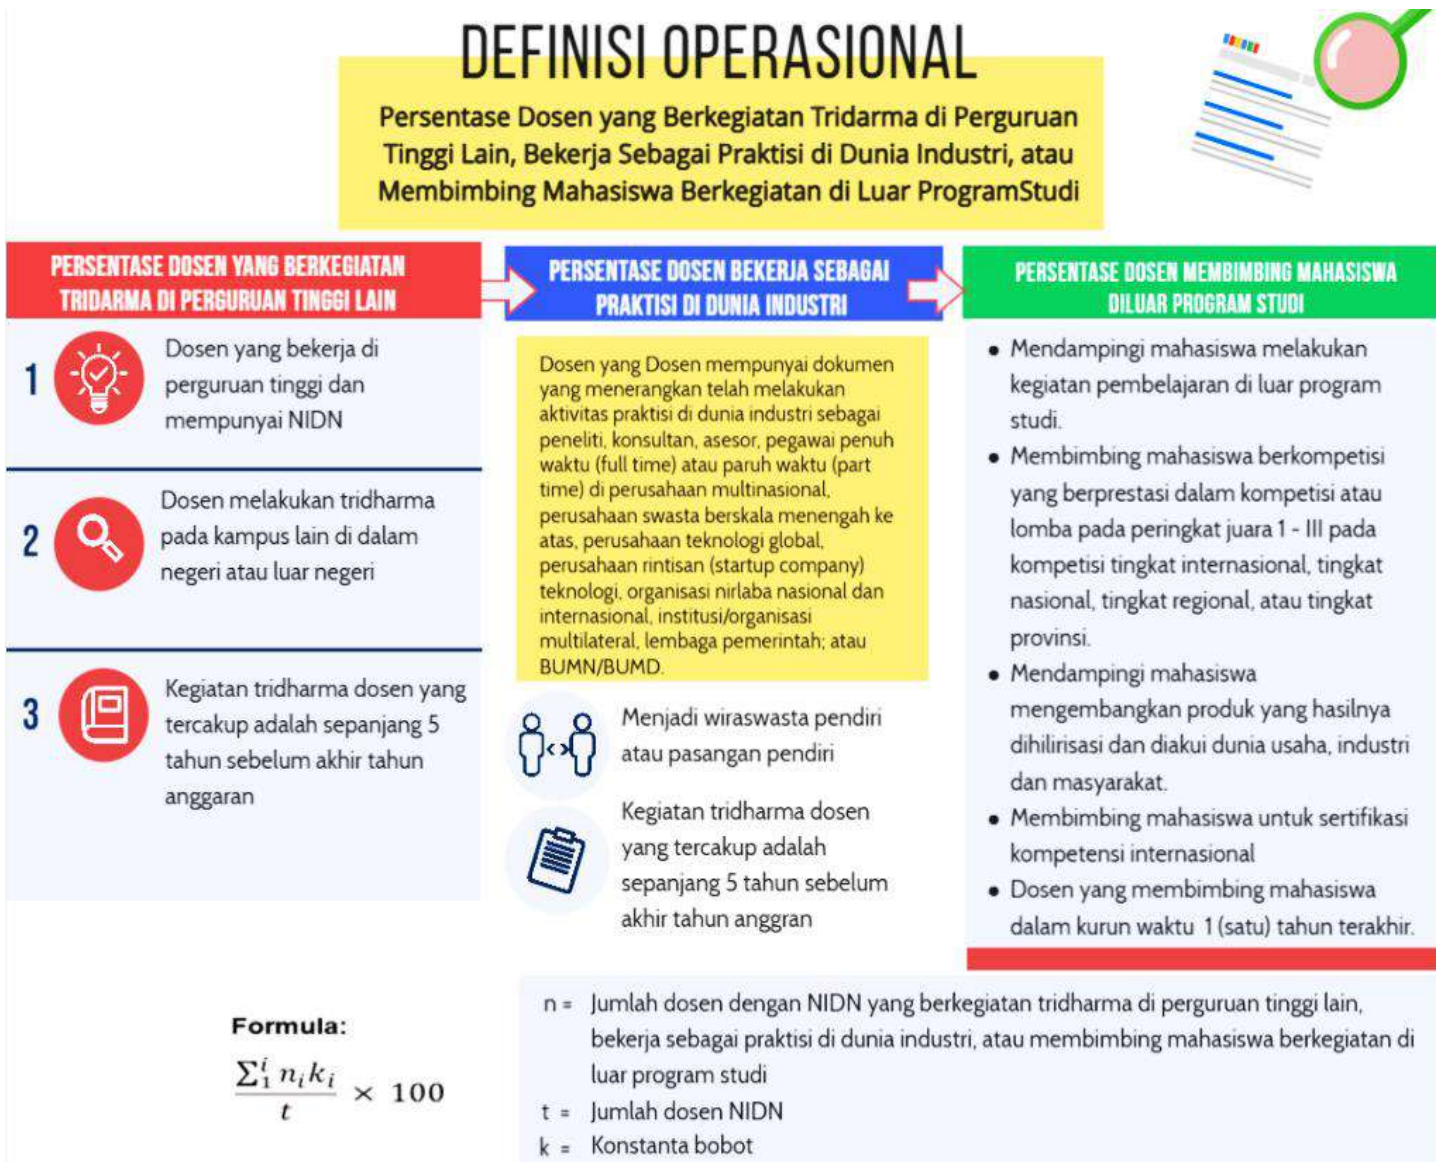 DEFINISI OPERASIONAL
Persentase Dosen yang Berkegiatan Tridarma di Perguruan
Tinggi Lain, Bekerja Sebagai Praktisi di Dunia Industri, atau
Membimbing Mahasiswa Berkegiatan di Luar ProgramStudi
PERSENTASE DOSEN YANG BERKEGIATAN
TRIDARMA DI PERGURUAN TINGGI LAIN
1
Dosen yang bekerja di
perguruan tinggi dan
mempunyai NIDN
2
Dosen melakukan tridharma
pada kampus lain di dalam
negeri atau luar negeri
3
Kegiatan tridharma dosen yang
tercakup adalah sepanjang 5
tahun sebelum akhir tahun
anggaran
PERSENTASE DOSEN BEKERJA SEBAGAI
PRAKTISI DI DUNIA INDUSTRI
Dosen yang Dosen mempunyai dokumen
yang menerangkan telah melakukan
aktivitas praktisi di dunia industri sebagai
peneliti, konsultan, asesor, pegawai penuh
waktu (full time) atau paruh waktu (part
time) di perusahaan multinasional,
perusahaan swasta berskala menengah ke
atas, perusahaan teknologi global,
perusahaan rintisan (startup company)
teknologi, organisasi nirlaba nasional dan
internasional, institusi/organisasi
multilateral, lembaga pemerintah; atau
BUMN/BUMD.
Menjadi wiraswasta pendiri
atau pasangan pendiri
Kegiatan tridharma dosen
yang tercakup adalah
sepanjang 5 tahun sebelum
akhir tahun anggran
PERSENTASE DOSEN MEMBIMBING MAHASISWA
DILUAR PROGRAM STUDI
• Mendampingi mahasiswa melakukan
kegiatan pembelajaran di luar program
studi.
• Membimbing mahasiswa berkompetisi
yang berprestasi dalam kompetisi atau
lomba pada peringkat juara 1 - III pada
kompetisi tingkat internasional, tingkat
nasional, tingkat regional, atau tingkat
provinsi.
• Mendampingi mahasiswa
mengembangkan produk yang hasilnya
dihilirisasi dan diakui dunia usaha, industri
dan masyarakat.
• Membimbing mahasiswa untuk sertifikasi
kompetensi internasional
• Dosen yang membimbing mahasiswa
dalam kurun waktu 1 (satu) tahun terakhir.
Formula:
∑₁ⁱ nᵢkᵢ
t
× 100
n = Jumlah dosen dengan NIDN yang berkegiatan tridharma di perguruan tinggi lain,
bekerja sebagai praktisi di dunia industri, atau membimbing mahasiswa berkegiatan di
luar program studi
t = Jumlah dosen NIDN
k = Konstanta bobot